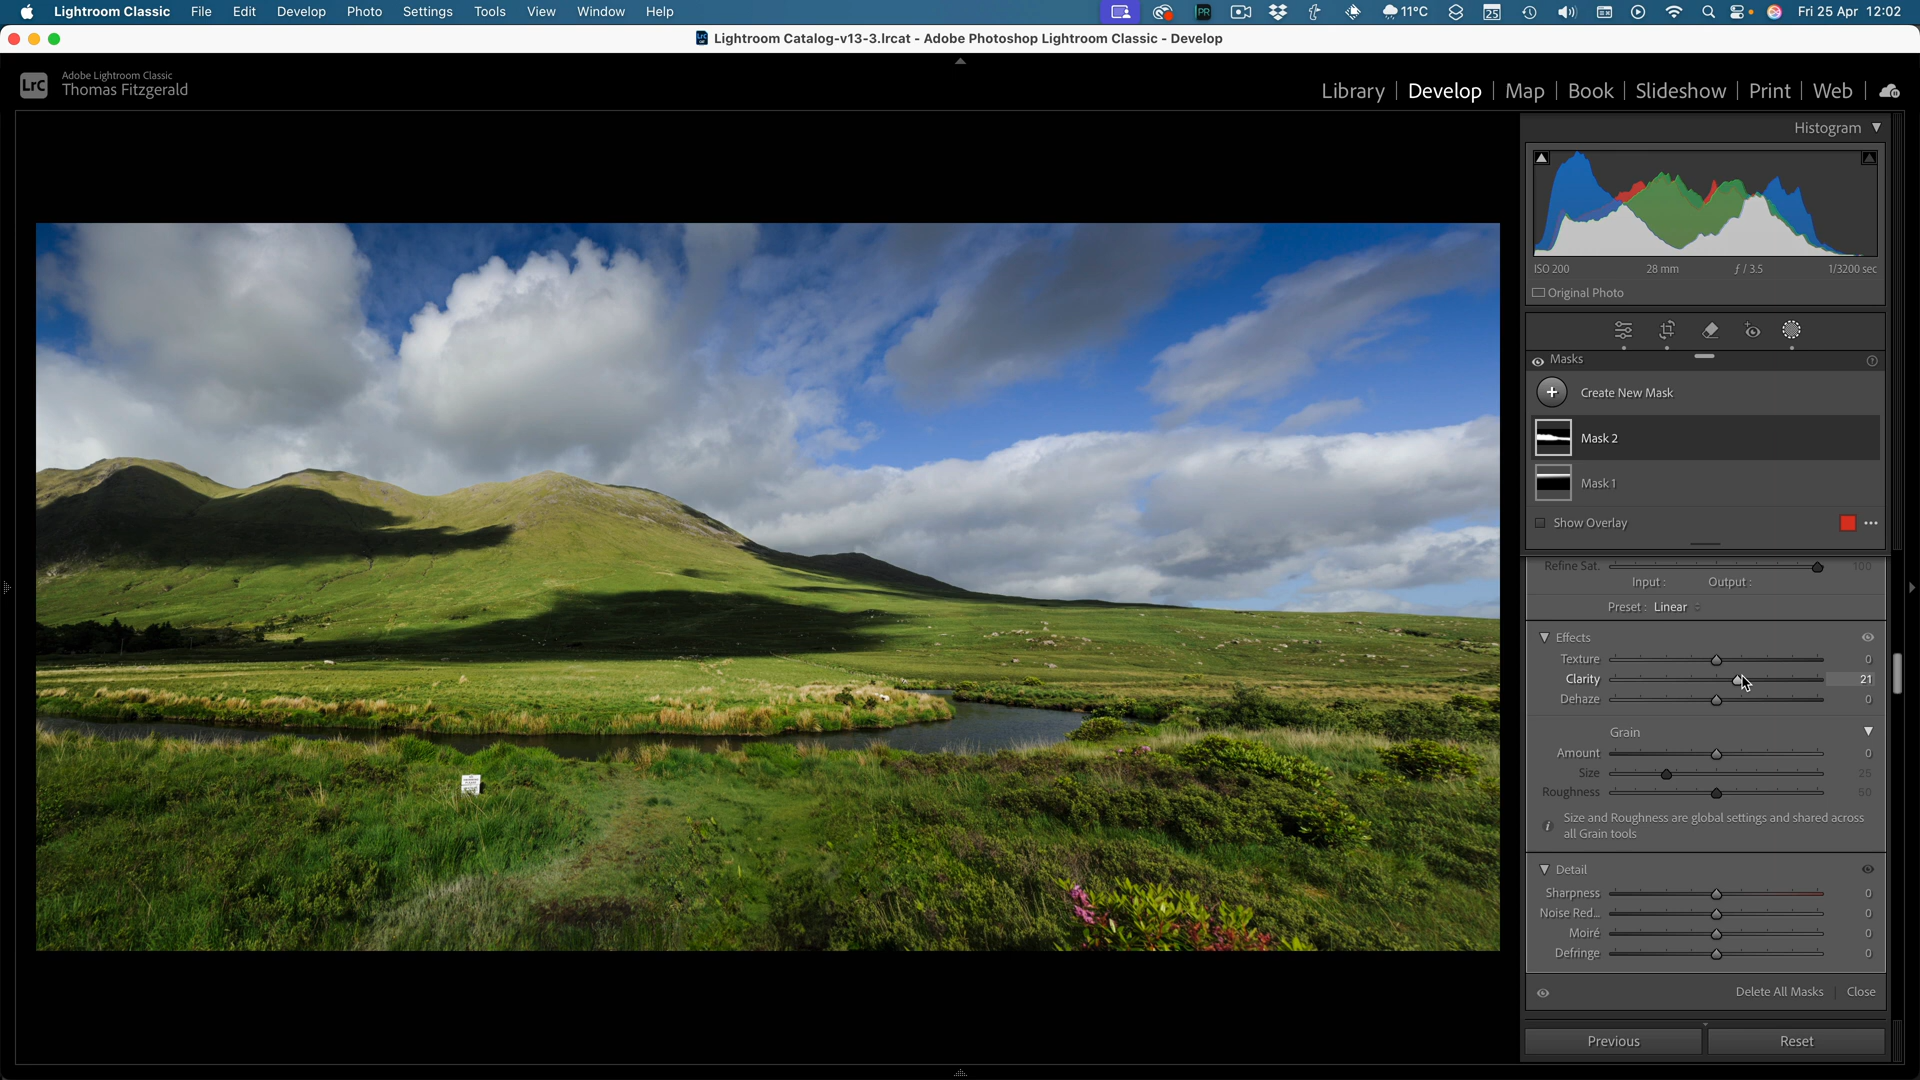 Lightroom Classic File Edit Develop Photo Settings Tools View Window Help 11°C 25 Fri 25 Apr 12:02
Lightroom Catalog-v13-3.lrcat - Adobe Photoshop Lightroom Classic - Develop
LrC
Adobe Lightroom Classic
Thomas Fitzgerald
Library | Develop | Map | Book | Slideshow | Print | Web
Histogram
ISO 200 28 mm ƒ / 3.5 1/3200 sec
Original Photo
Masks
Create New Mask
Mask 2
Mask 1
Show Overlay
Refine Sat. 100
Input : Output :
Preset : Linear
Effects
Texture 0
Clarity 21
Dehaze 0
Grain
Amount 0
Size 25
Roughness 50
Size and Roughness are global settings and shared across
all Grain tools
Detail
Sharpness 0
Noise Red... 0
Moiré 0
Defringe 0
Delete All Masks | Close
Previous Reset